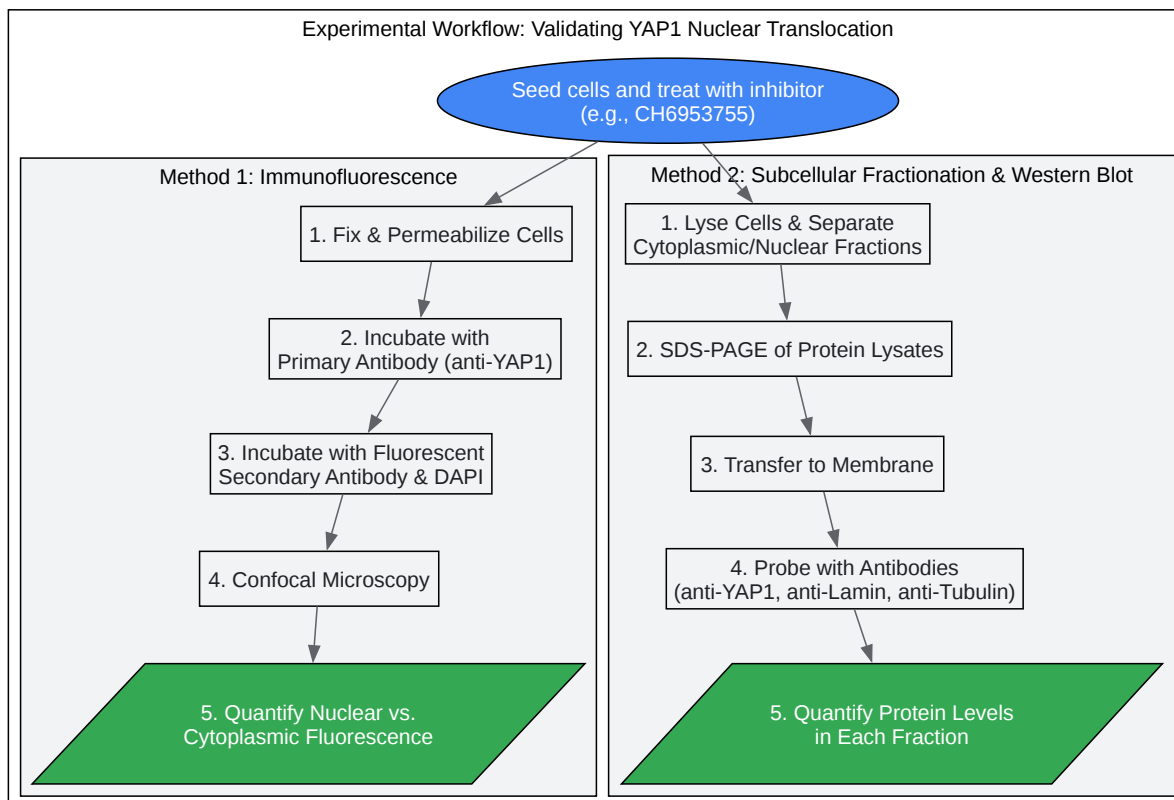 Experimental Workflow: Validating YAP1 Nuclear Translocation
Seed cells and treat with inhibitor
(e.g., CH6953755)
Method 1: Immunofluorescence
1. Fix & Permeabilize Cells
2. Incubate with
Primary Antibody (anti-YAP1)
3. Incubate with Fluorescent
Secondary Antibody & DAPI
4. Confocal Microscopy
5. Quantify Nuclear vs.
Cytoplasmic Fluorescence
Method 2: Subcellular Fractionation & Western Blot
1. Lyse Cells & Separate
Cytoplasmic/Nuclear Fractions
2. SDS-PAGE of Protein Lysates
3. Transfer to Membrane
4. Probe with Antibodies
(anti-YAP1, anti-Lamin, anti-Tubulin)
5. Quantify Protein Levels
in Each Fraction